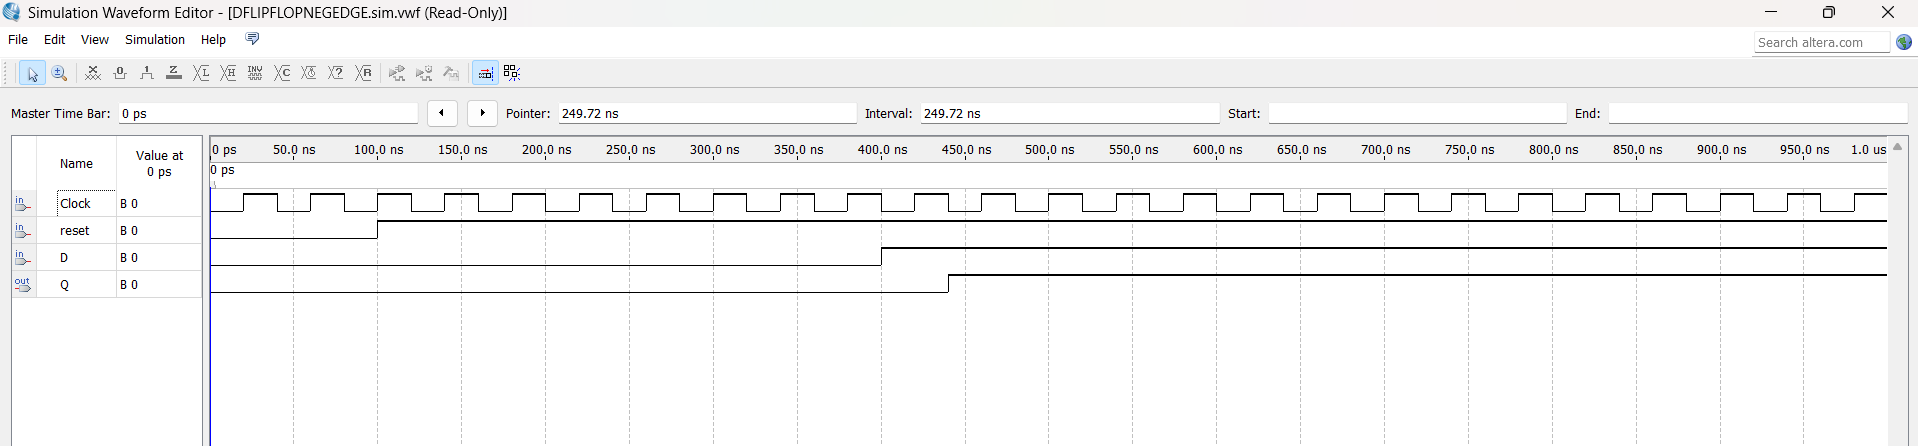 Simulation Waveform Editor - [DFLIPFLOPNEGEDGE.sim.vwf (Read-Only)]
File Edit View Simulation Help
Search altera.com
Master Time Bar: 0 ps Pointer: 249.72 ns Interval: 249.72 ns Start: End:
Name Value at 0 ps
0 ps 50.0 ns 100.0 ns 150.0 ns 200.0 ns 250.0 ns 300.0 ns 350.0 ns 400.0 ns 450.0 ns 500.0 ns 550.0 ns 600.0 ns 650.0 ns 700.0 ns 750.0 ns 800.0 ns 850.0 ns 900.0 ns 950.0 ns 1.0 us
0 ps
in Clock B 0
in reset B 0
in D B 0
out Q B 0